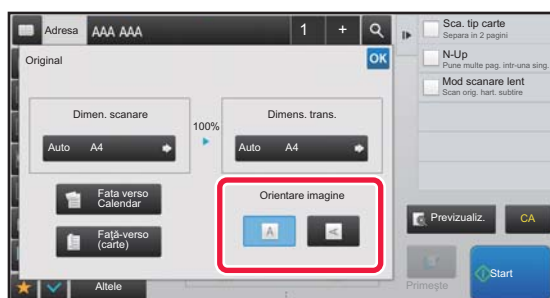 Adresa AAA AAA 1 +
Original OK
Dimen. scanare
Auto A4
100%
Dimens. trans.
Auto A4
Fata verso
Calendar
Faţă-verso
(carte)
Orientare imagine
A
A
Altele
Sca. tip carte
Separa in 2 pagini
N-Up
Pune multe pag. intr-una sing.
Mod scanare lent
Scan orig. hart. subtire
Previzualiz.
CA
Primeşte
Start